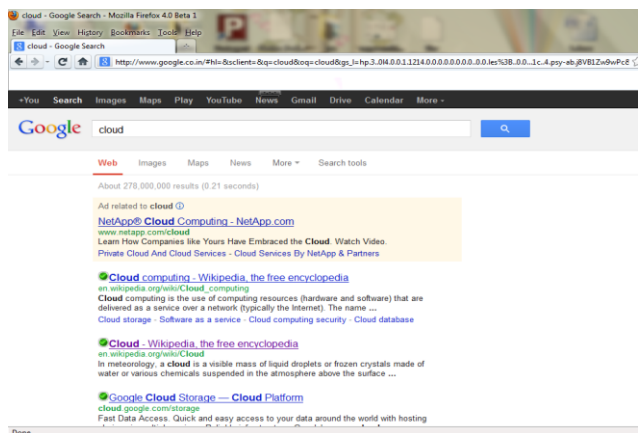 cloud - Google Search - Mozilla Firefox 4.0 Beta 1
File Edit View History Bookmarks Tools Help
cloud - Google Search
http://www.google.co.in/#hl=&sclient=&q=cloud&oq=cloud&gs_l=hp.3..0l4.0.0.1.1214.0.0.0.0.0.0.0.0..0.0.les%3B..0.0...1c..4.psy-ab.j8VB1Zw9wPc
+You Search Images Maps Play YouTube News Gmail Drive Calendar More
Google cloud
Web Images Maps News More Search tools
About 278,000,000 results (0.21 seconds)
Ad related to cloud
NetApp® Cloud Computing - NetApp.com
www.netapp.com/cloud
Learn How Companies like Yours Have Embraced the Cloud. Watch Video.
Private Cloud And Cloud Services - Cloud Services By NetApp & Partners
Cloud computing - Wikipedia, the free encyclopedia
en.wikipedia.org/wiki/Cloud_computing
Cloud computing is the use of computing resources (hardware and software) that are
delivered as a service over a network (typically the Internet). The name ...
Cloud storage - Software as a service - Cloud computing security - Cloud database
Cloud - Wikipedia, the free encyclopedia
en.wikipedia.org/wiki/Cloud
In meteorology, a cloud is a visible mass of liquid droplets or frozen crystals made of
water or various chemicals suspended in the atmosphere above the surface ...
Google Cloud Storage — Cloud Platform
cloud.google.com/storage
Fast Data Access. Quick and easy access to your data around the world with hosting
Done